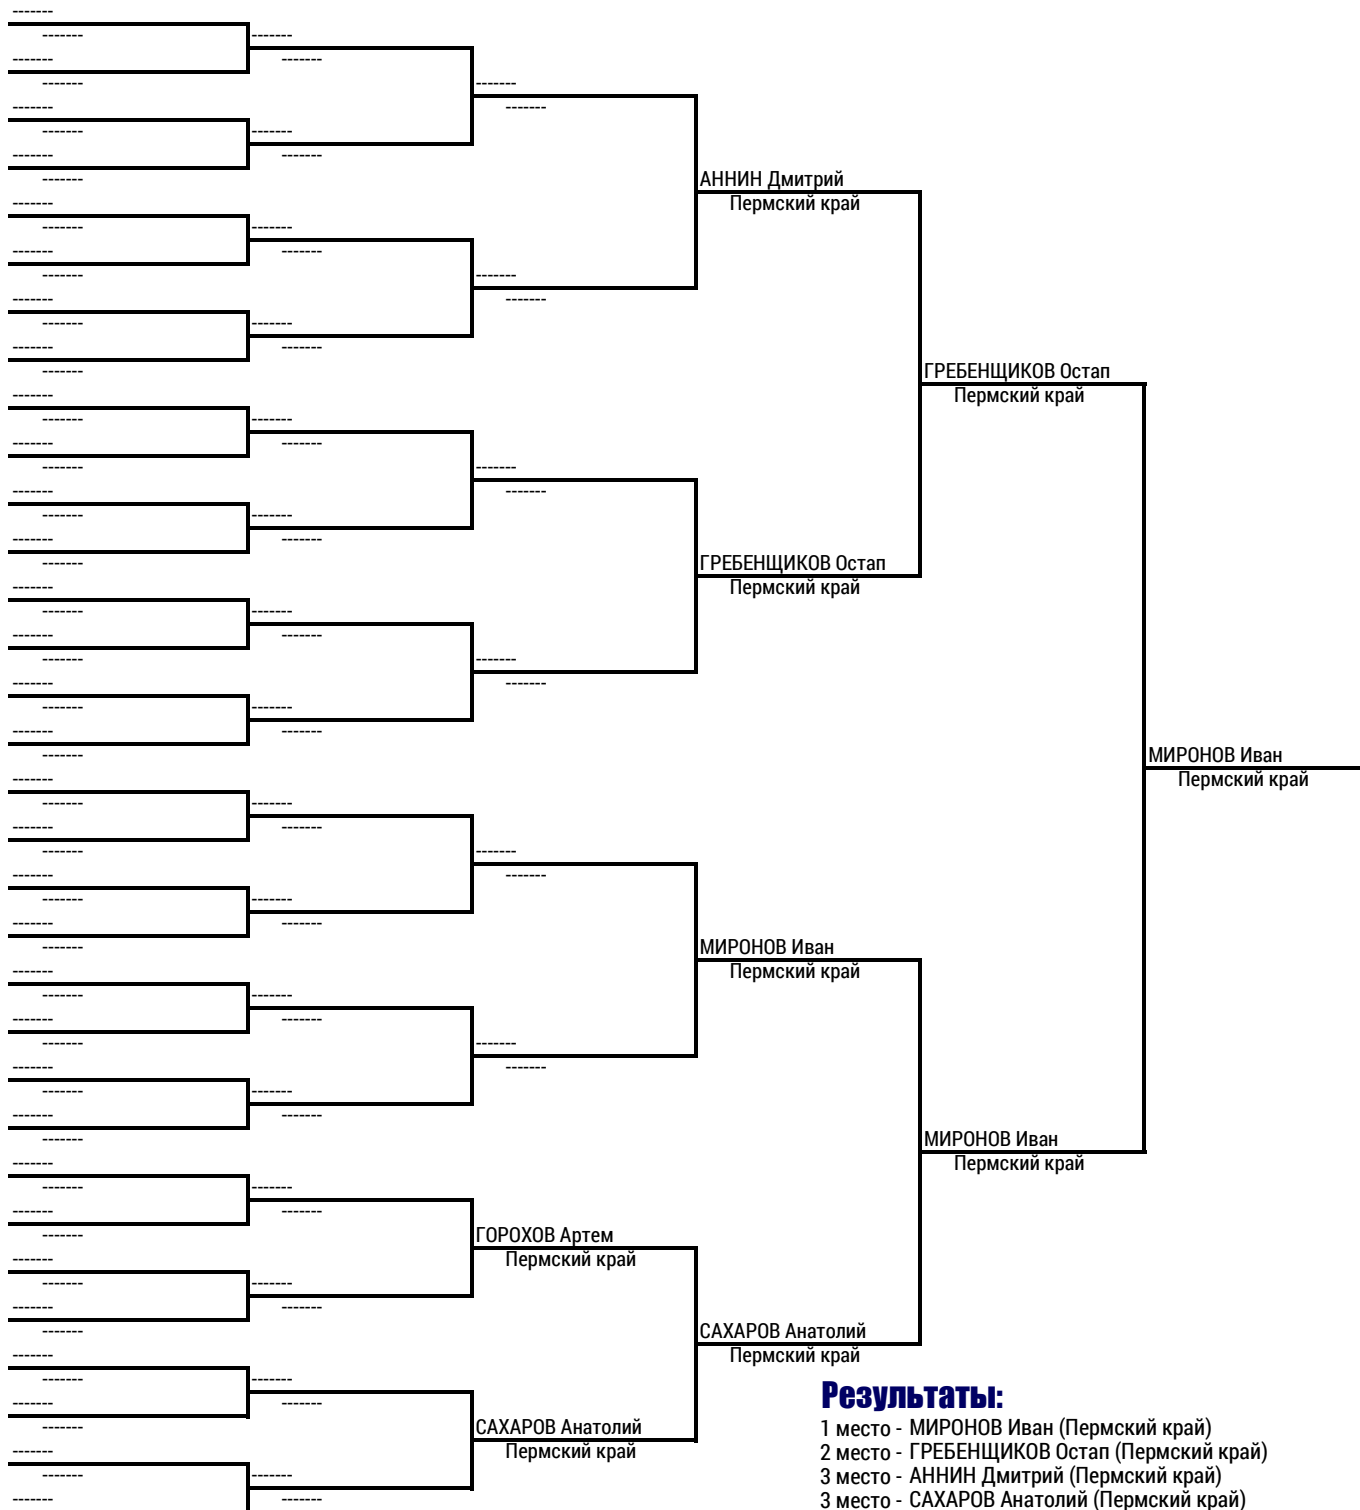 АННИН Дмитрий
Пермский край
ГРЕБЕНЩИКОВ Остап
Пермский край
ГРЕБЕНЩИКОВ Остап
Пермский край
МИРОНОВ Иван
Пермский край
МИРОНОВ Иван
Пермский край
МИРОНОВ Иван
Пермский край
ГОРОХОВ Артем
Пермский край
САХАРОВ Анатолий
Пермский край
САХАРОВ Анатолий
Пермский край
Результаты:
1 место - МИРОНОВ Иван (Пермский край)
2 место - ГРЕБЕНЩИКОВ Остап (Пермский край)
3 место - АННИН Дмитрий (Пермский край)
3 место - САХАРОВ Анатолий (Пермский край)